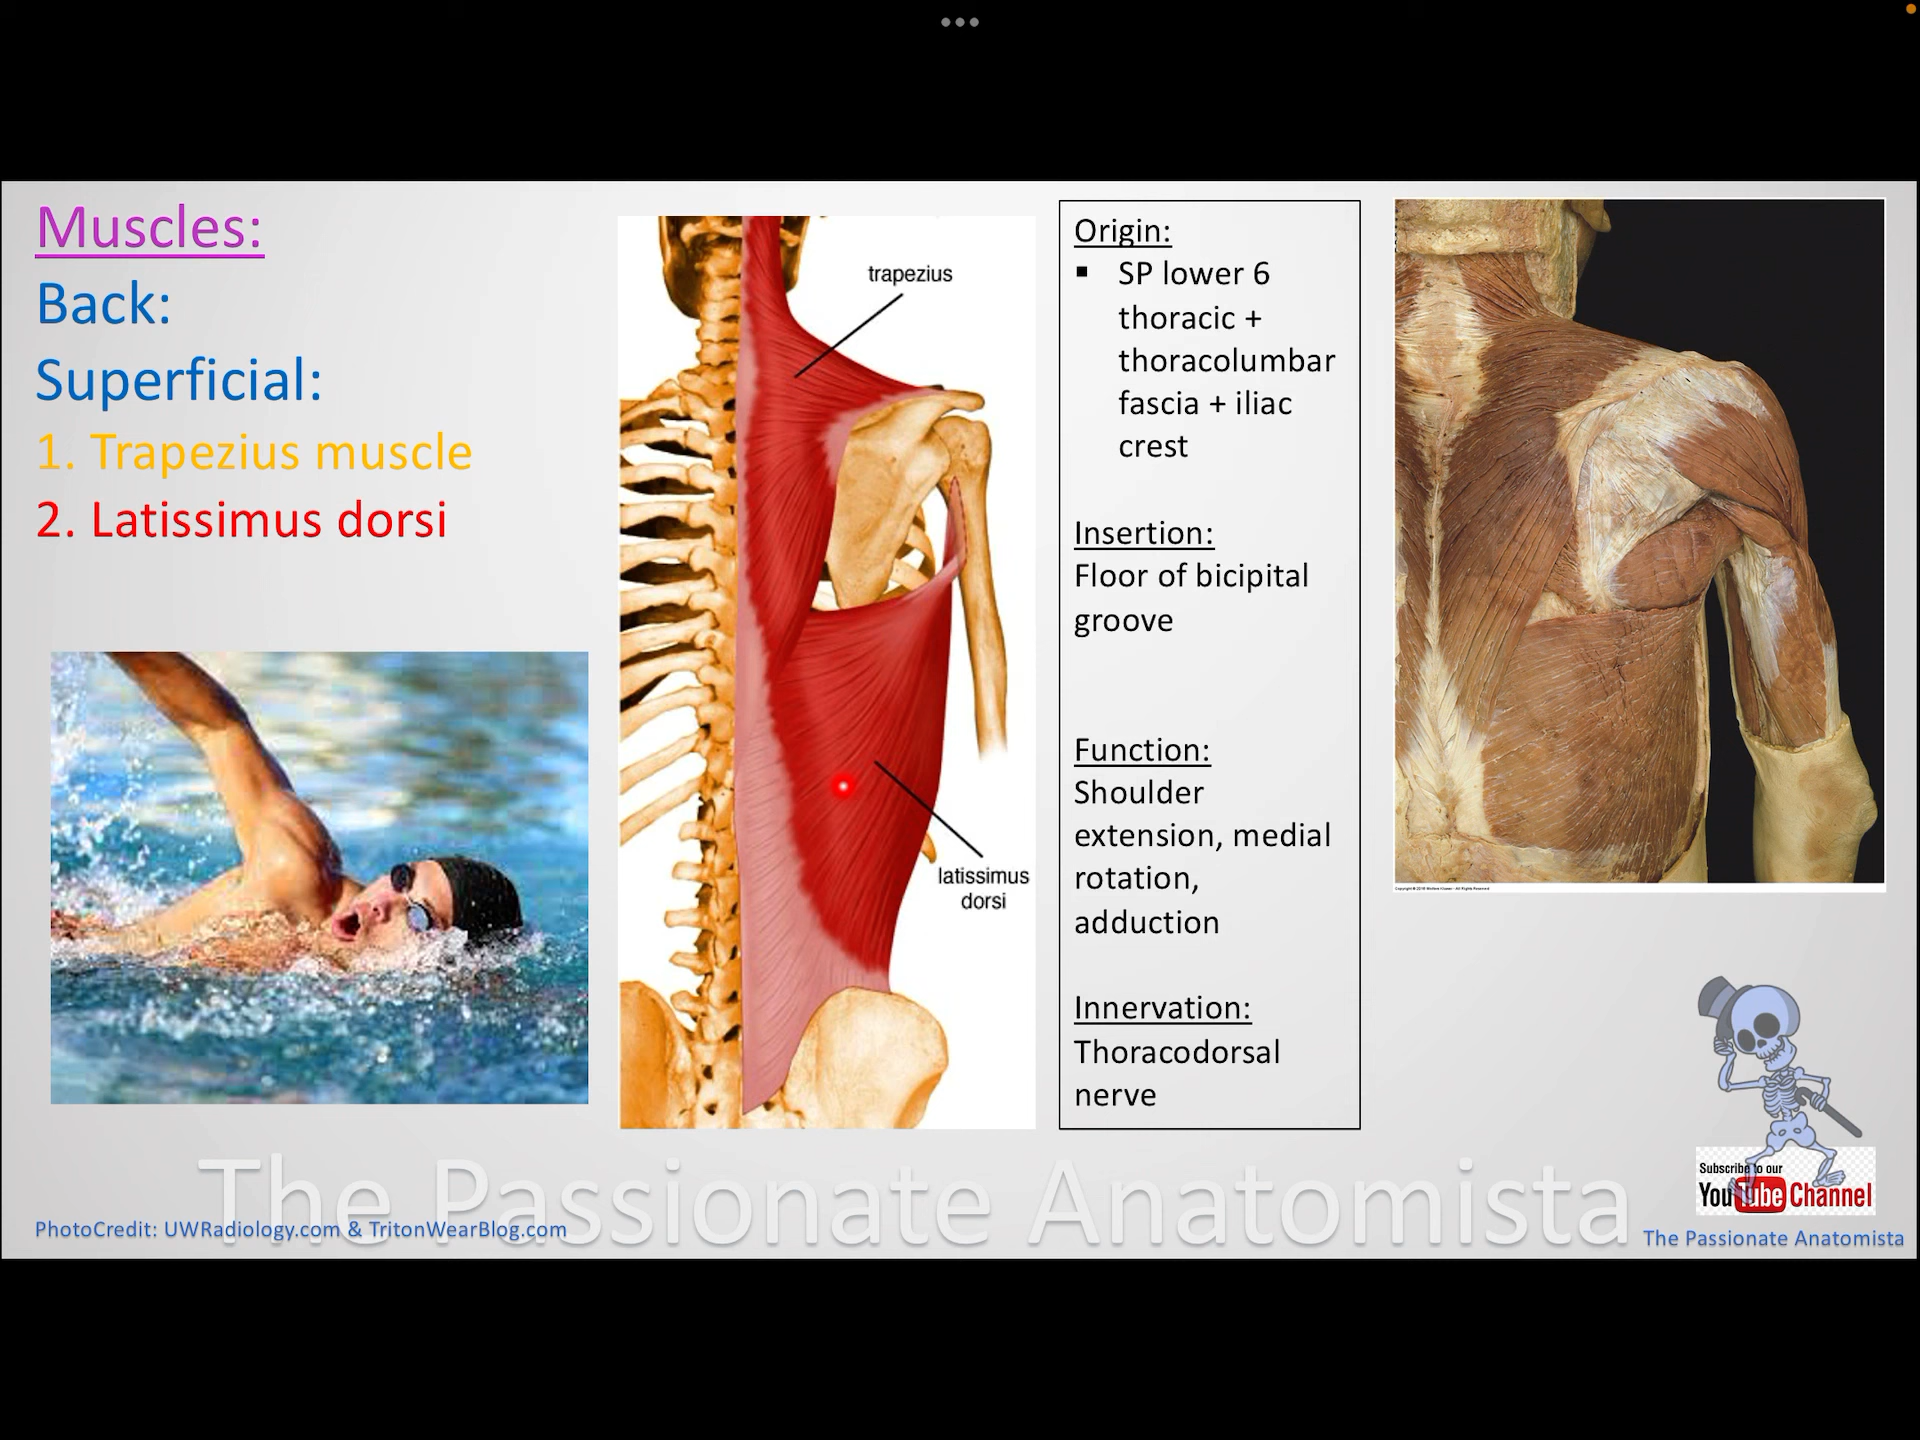 Muscles:
Back:
Superficial:
1. Trapezius muscle
2. Latissimus dorsi
trapezius
latissimus
dorsi
Origin:
▪ SP lower 6
thoracic +
thoracolumbar
fascia + iliac
crest
Insertion:
Floor of bicipital
groove
Function:
Shoulder
extension, medial
rotation,
adduction
Innervation:
Thoracodorsal
nerve
Subscribe to our
YouTube Channel
The Passionate Anatomista
PhotoCredit: UWRadiology.com & TritonWearBlog.com
The Passionate Anatomista